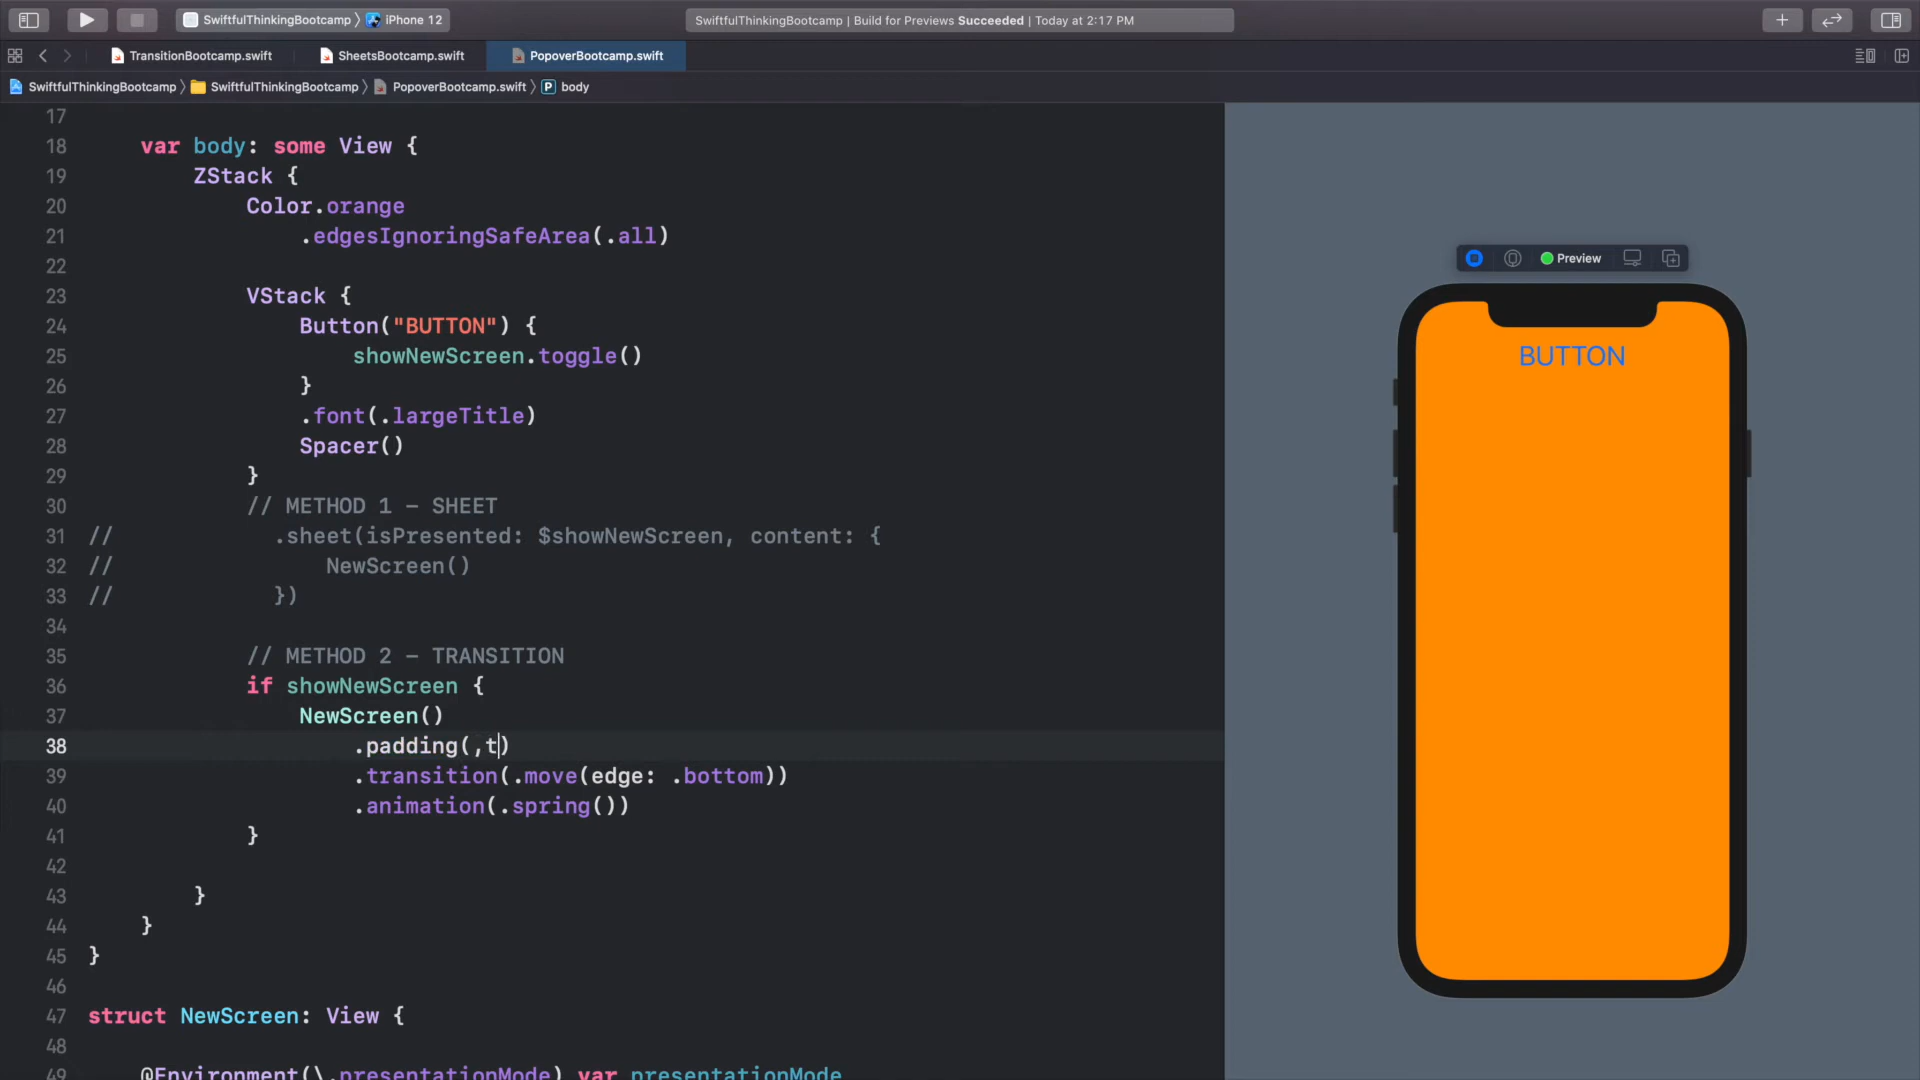 SwiftfulThinkingBootcamp 〉 iPhone 12
SwiftfulThinkingBootcamp | Build for Previews Succeeded | Today at 2:17 PM
TransitionBootcamp.swift SheetsBootcamp.swift PopoverBootcamp.swift
SwiftfulThinkingBootcamp 〉 SwiftfulThinkingBootcamp 〉 PopoverBootcamp.swift 〉 P body
17
18 var body: some View {
19 ZStack {
20 Color.orange
21 .edgesIgnoringSafeArea(.all)
22
23 VStack {
24 Button("BUTTON") {
25 showNewScreen.toggle()
26 }
27 .font(.largeTitle)
28 Spacer()
29 }
30 // METHOD 1 - SHEET
31 // .sheet(isPresented: $showNewScreen, content: {
32 // NewScreen()
33 // })
34
35 // METHOD 2 - TRANSITION
36 if showNewScreen {
37 NewScreen()
38 .padding(,t)
39 .transition(.move(edge: .bottom))
40 .animation(.spring())
41 }
42
43 }
44 }
45 }
46
47 struct NewScreen: View {
48
49 @Environment(\.presentationMode) var presentationMode
Preview
BUTTON